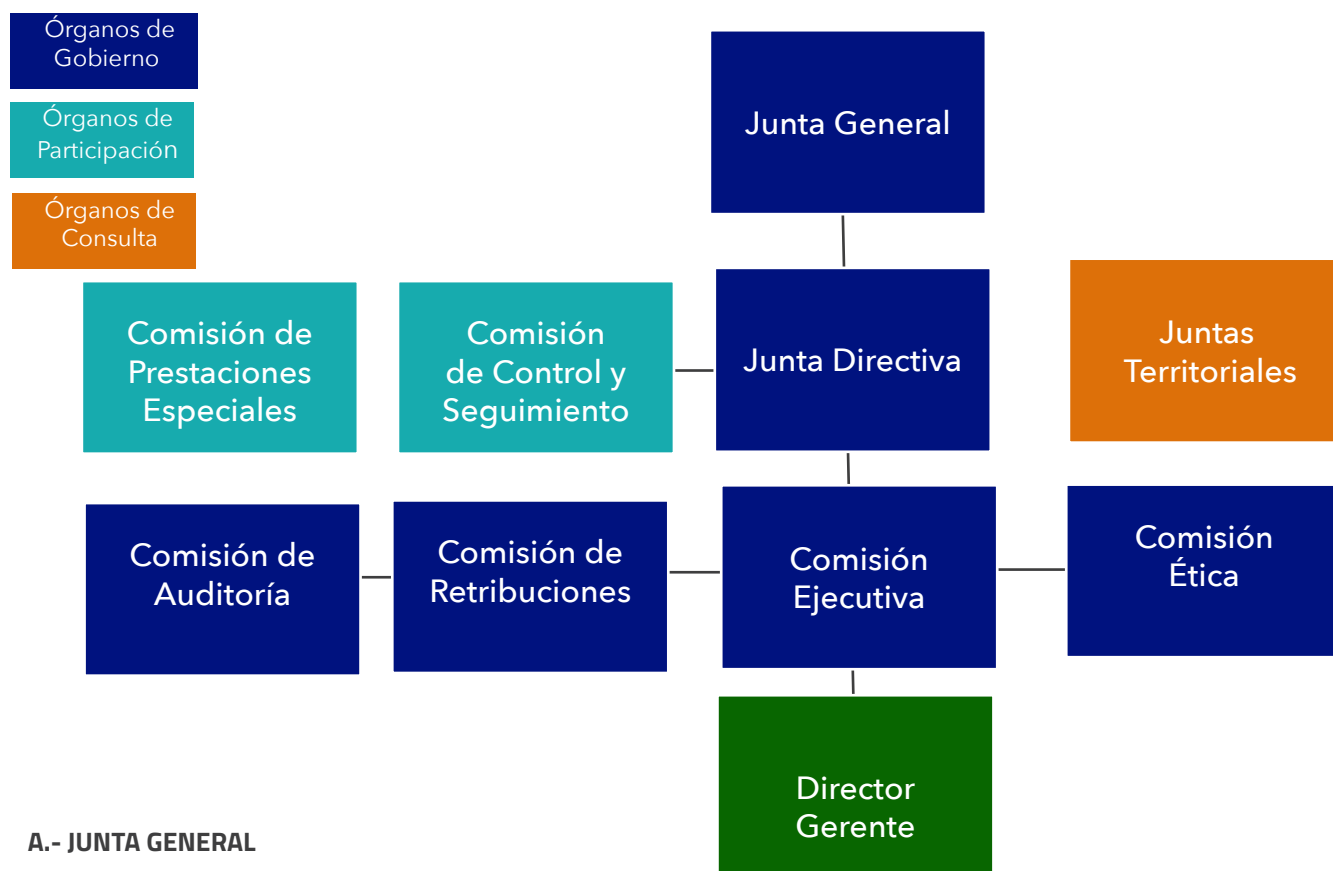 Órganos de
Gobierno
Órganos de
Participación
Órganos de
Consulta
Junta General
Comisión de
Prestaciones
Especiales
Comisión
de Control y
Seguimiento
Junta Directiva
Juntas
Territoriales
Comisión de
Auditoría
Comisión de
Retribuciones
Comisión
Ejecutiva
Comisión
Ética
Director
Gerente
A.- JUNTA GENERAL